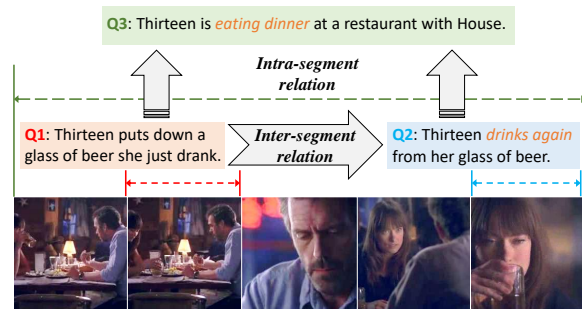 Q3: Thirteen is eating dinner at a restaurant with House.
Intra-segment
relation
Q1: Thirteen puts down a
glass of beer she just drank.
Inter-segment
relation
Q2: Thirteen drinks again
from her glass of beer.